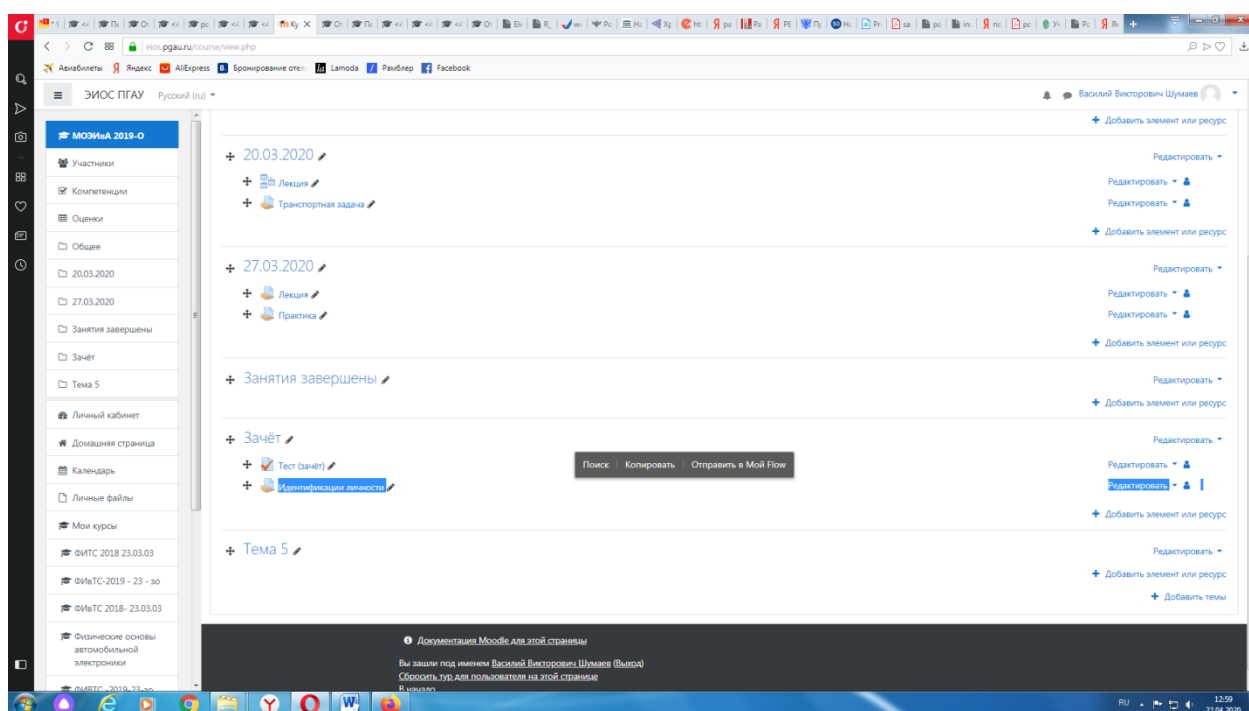 eios.pgau.ru/course/view.php
Авиабилеты Яндекс AliExpress Бронирование отел Lamoda Рамблер Facebook
ЭИОС ПГАУ Русский (ru)
Василий Викторович Шумаев
МОЭИвА 2019-О
Участники
Компетенции
Оценки
Общее
20.03.2020
27.03.2020
Занятия завершены
Зачёт
Тема 5
Личный кабинет
Домашняя страница
Календарь
Личные файлы
Мои курсы
ФИТС 2018 23.03.03
ФИвТС-2019 - 23 - зо
ФИвТС 2018- 23.03.03
Физические основы
автомобильной
электроники
Добавить элемент или ресурс
20.03.2020 Редактировать
Лекция Редактировать
Транспортная задача Редактировать
Добавить элемент или ресурс
27.03.2020 Редактировать
Лекция Редактировать
Практика Редактировать
Добавить элемент или ресурс
Занятия завершены Редактировать
Добавить элемент или ресурс
Зачёт Редактировать
Поиск Копировать Отправить в Мой Flow
Тест (зачёт) Редактировать
Идентификации личности Редактировать
Добавить элемент или ресурс
Тема 5 Редактировать
Добавить элемент или ресурс
Добавить темы
Документация Moodle для этой страницы
Вы зашли под именем Василий Викторович Шумаев (Выход)
Сбросить тур для пользователя на этой странице
В начало
RU 12:59
22.04.2020